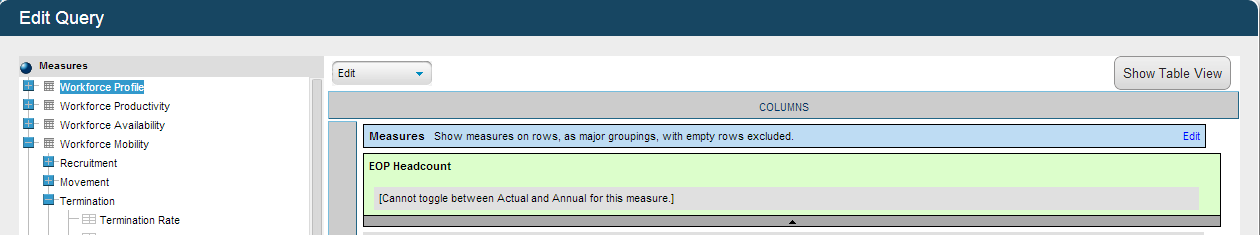 Edit Query
Measures
Workforce Profile
Workforce Productivity
Workforce Availability
Workforce Mobility
Recruitment
Movement
Termination
Termination Rate
Edit
Show Table View
COLUMNS
Measures Show measures on rows, as major groupings, with empty rows excluded. Edit
EOP Headcount
[Cannot toggle between Actual and Annual for this measure.]